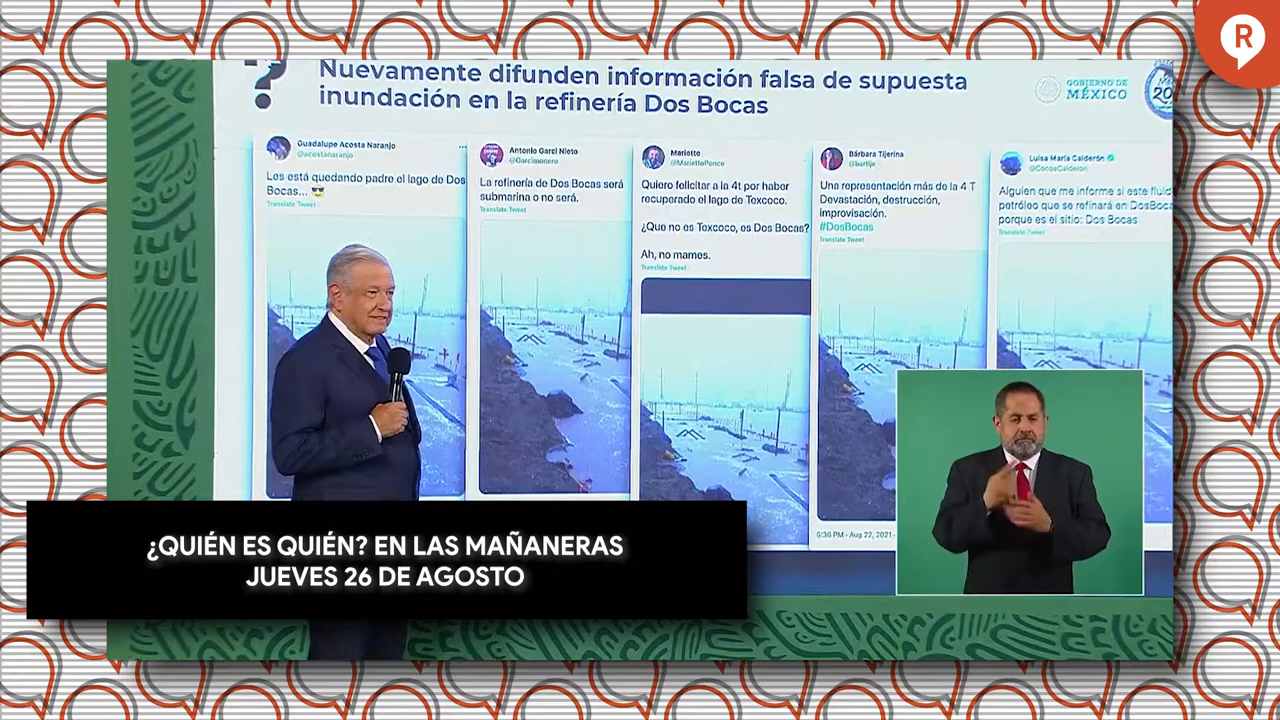 R
?
Nuevamente difunden información falsa de supuesta
inundación en la refinería Dos Bocas
GOBIERNO DE
MÉXICO
Guadalupe Acosta Naranjo
@acostanaranjo
Les está quedando padre el lago de Dos
Bocas...
Translate Tweet
Antonio Garci Nieto
@Garcimonero
La refinería de Dos Bocas será
submarina o no será.
Translate Tweet
Mariette
@MariettePonce
Quiero felicitar a la 4t por haber
recuperado el lago de Texcoco.
¿Que no es Texcoco, es Dos Bocas?
Ah, no mames.
Translate Tweet
Bárbara Tijerina
@bartije
Una representación más de la 4 T
Devastación, destrucción,
improvisación.
#DosBocas
Translate Tweet
5:36 PM - Aug 22, 2021 -
Luisa María Calderón
@CocoaCalderon
Alguien que me informe si este fluid
petróleo que se refinará en DosBoca
porque es el sitio: Dos Bocas
Translate Tweet
¿QUIÉN ES QUIÉN? EN LAS MAÑANERAS
JUEVES 26 DE AGOSTO